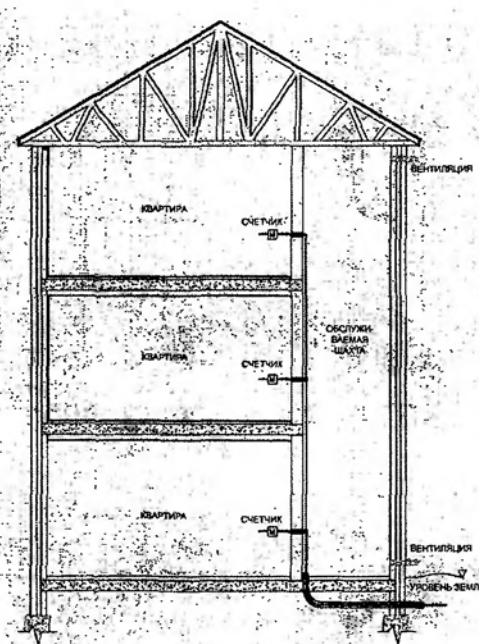 ВЕНТИЛЯЦИЯ
КВАРТИРА
СЧЕТЧИК
М
ОБСЛУЖИ-
ВАЕМАЯ
ШАХТА
КВАРТИРА
СЧЕТЧИК
М
КВАРТИРА
СЧЕТЧИК
М
ВЕНТИЛЯЦИЯ
УРОВЕНЬ ЗЕМЛ